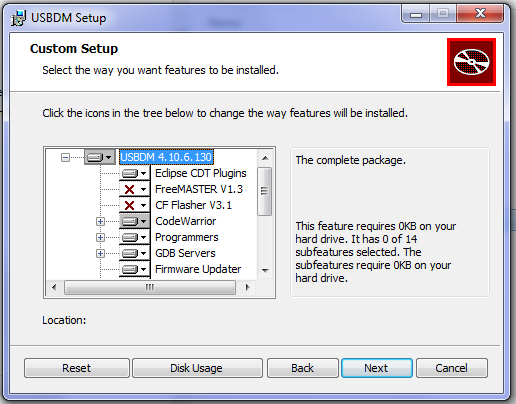 USBDM Setup
Custom Setup
Select the way you want features to be installed.
Click the icons in the tree below to change the way features will be installed.
USBDM 4.10.6.130
Eclipse CDT Plugins
FreeMASTER V1.3
CF Flasher V3.1
CodeWarrior
Programmers
GDB Servers
Firmware Updater
The complete package.
This feature requires 0KB on your
hard drive. It has 0 of 14
subfeatures selected. The
subfeatures require 0KB on your
hard drive.
Location:
Reset
Disk Usage
Back
Next
Cancel